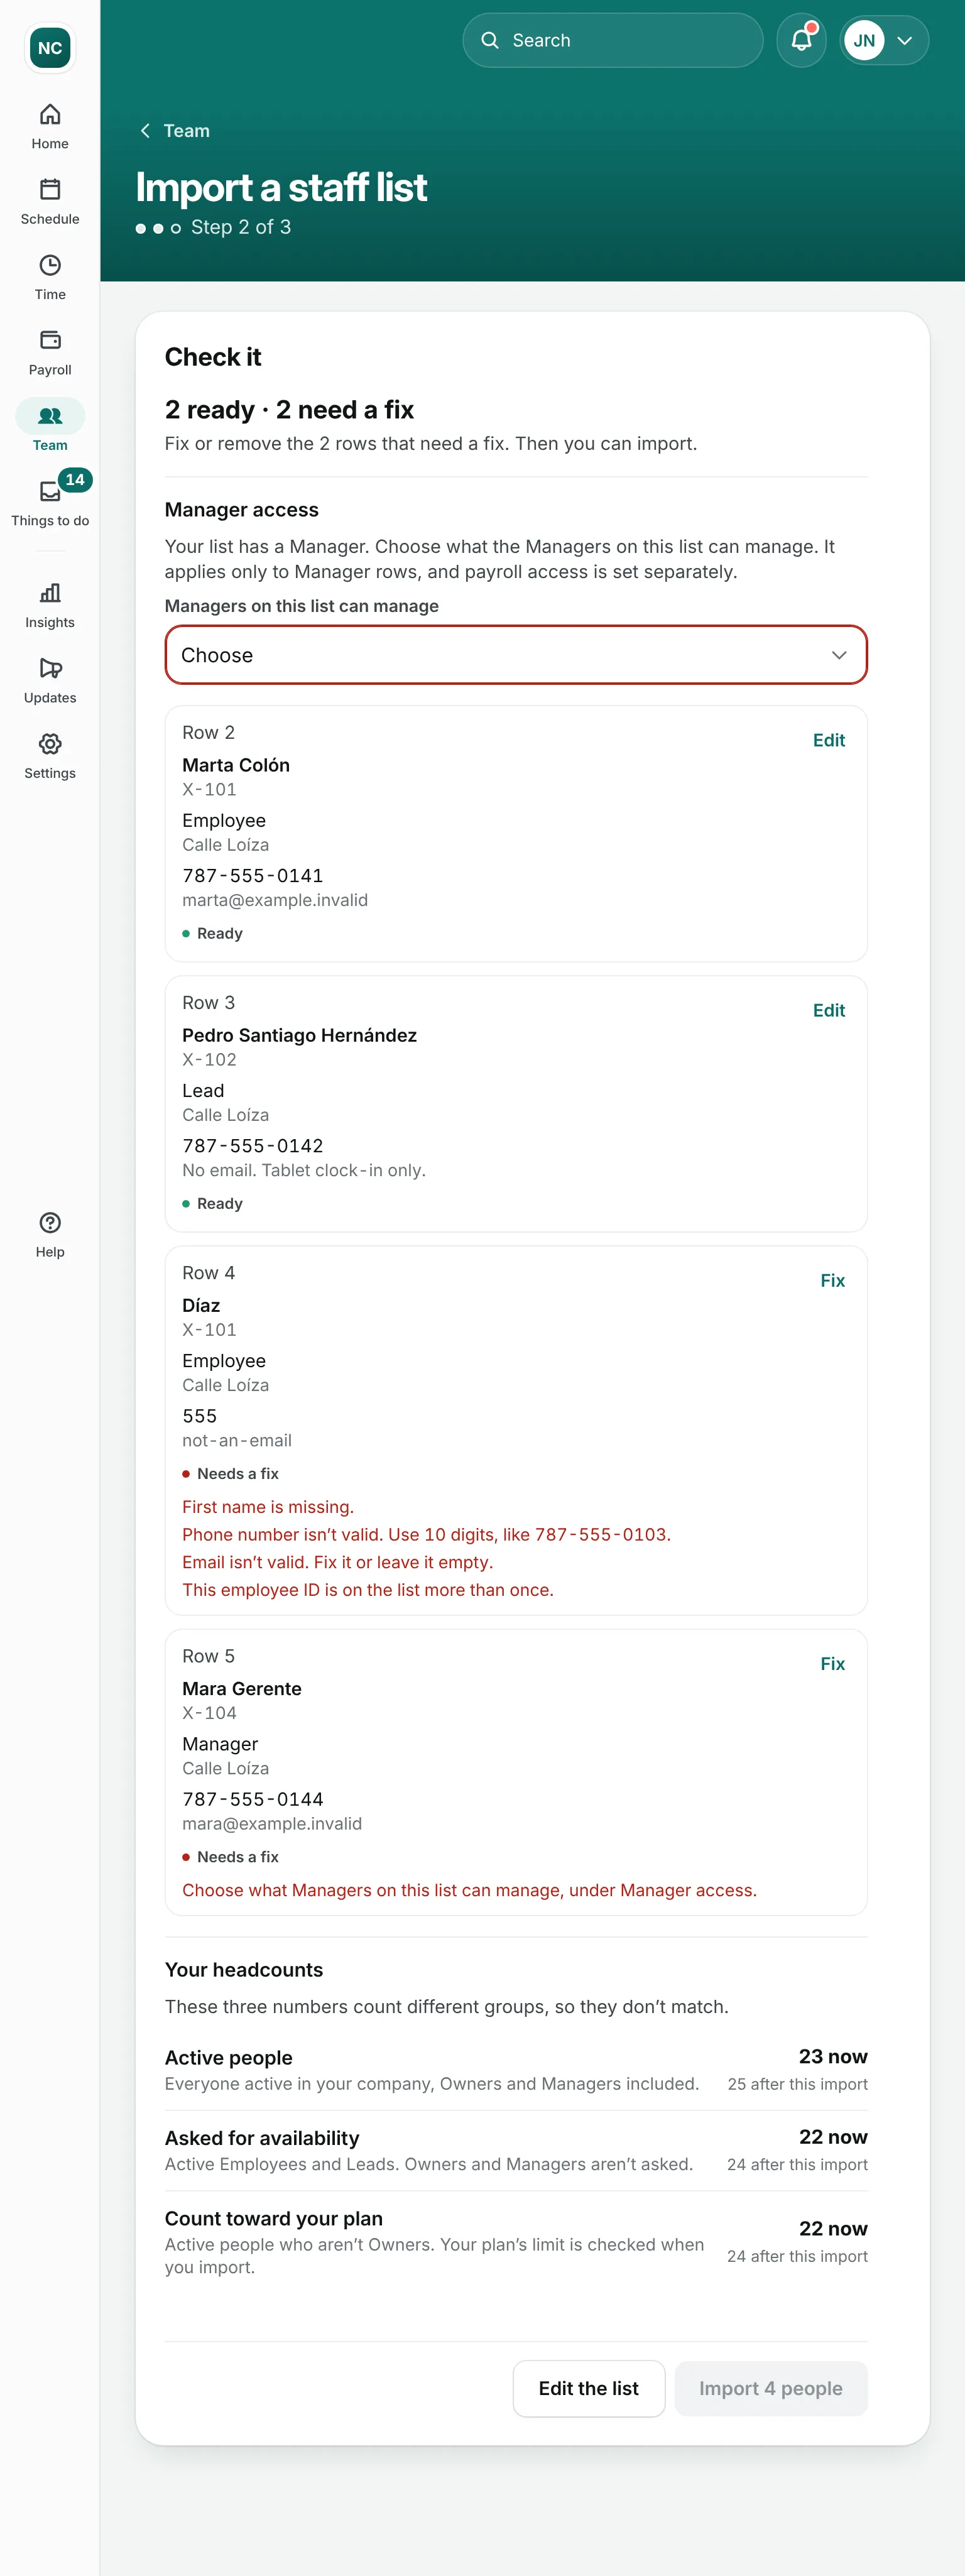 NC
Search
JN
Home
Schedule
Time
Payroll
Team
14
Things to do
Insights
Updates
Settings
Help
Team
Import a staff list
Step 2 of 3
Check it
2 ready · 2 need a fix
Fix or remove the 2 rows that need a fix. Then you can import.
Manager access
Your list has a Manager. Choose what the Managers on this list can manage. It
applies only to Manager rows, and payroll access is set separately.
Managers on this list can manage
Choose
Row 2
Edit
Marta Colón
X-101
Employee
Calle Loíza
787-555-0141
marta@example.invalid
Ready
Row 3
Edit
Pedro Santiago Hernández
X-102
Lead
Calle Loíza
787-555-0142
No email. Tablet clock-in only.
Ready
Row 4
Fix
Díaz
X-101
Employee
Calle Loíza
555
not-an-email
Needs a fix
First name is missing.
Phone number isn’t valid. Use 10 digits, like 787-555-0103.
Email isn’t valid. Fix it or leave it empty.
This employee ID is on the list more than once.
Row 5
Fix
Mara Gerente
X-104
Manager
Calle Loíza
787-555-0144
mara@example.invalid
Needs a fix
Choose what Managers on this list can manage, under Manager access.
Your headcounts
These three numbers count different groups, so they don’t match.
Active people
23 now
Everyone active in your company, Owners and Managers included.
25 after this import
Asked for availability
22 now
Active Employees and Leads. Owners and Managers aren’t asked.
24 after this import
Count toward your plan
22 now
Active people who aren’t Owners. Your plan’s limit is checked when
you import.
24 after this import
Edit the list
Import 4 people